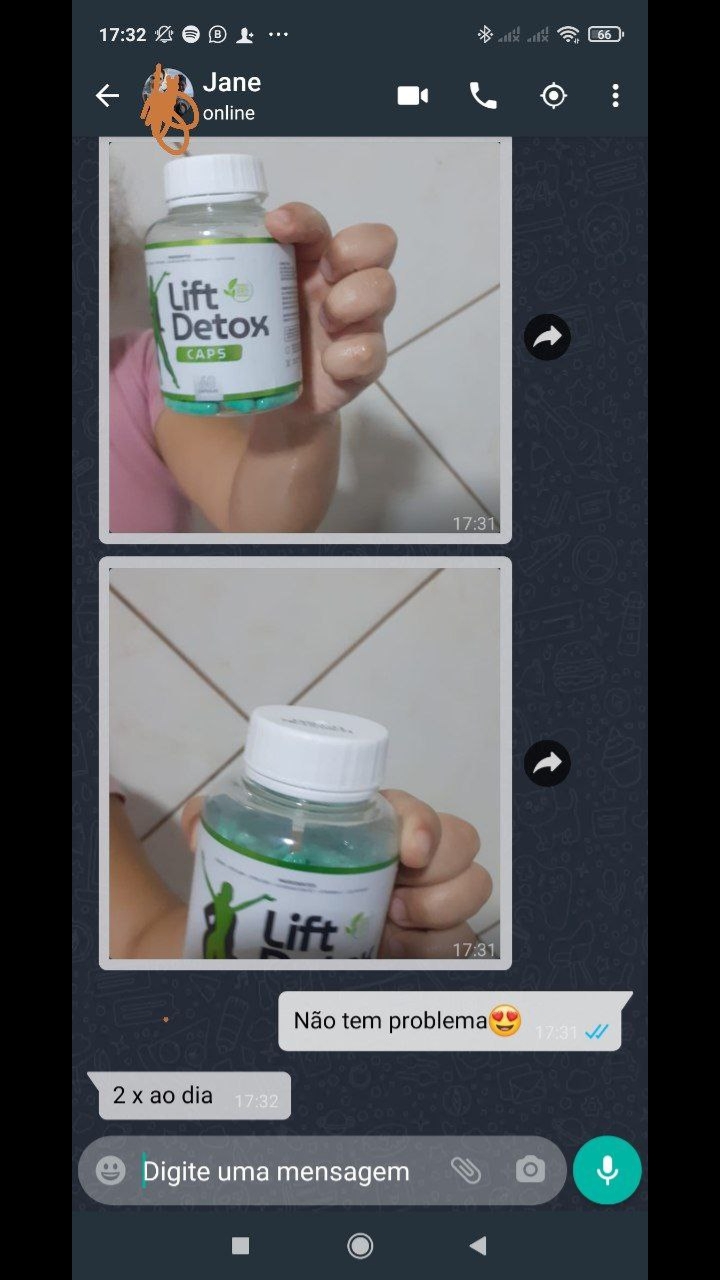 17:32
66
Jane
online
Lift
Detox
CAPS
60
17:31
Lift
17:31
Não tem problema😍 17:31
2 x ao dia 17:32
Digite uma mensagem